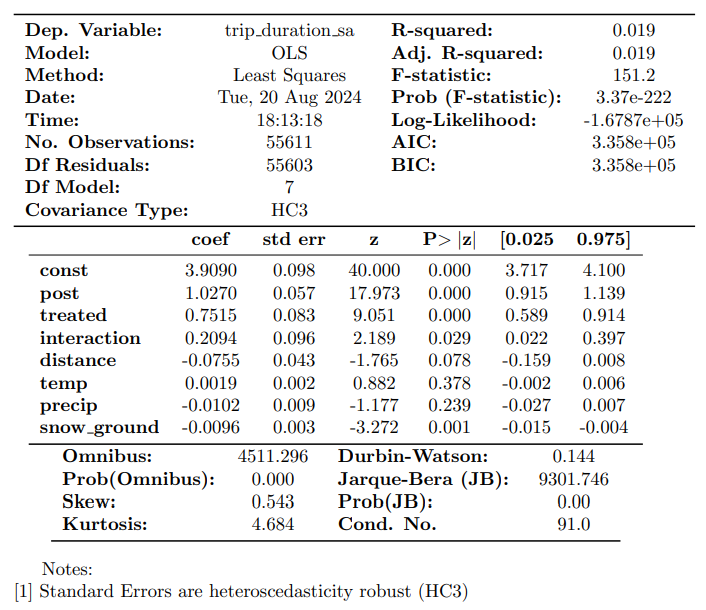 Dep. Variable: trip_duration_sa R-squared: 0.019
Model: OLS Adj. R-squared: 0.019
Method: Least Squares F-statistic: 151.2
Date: Tue, 20 Aug 2024 Prob (F-statistic): 3.37e-222
Time: 18:13:18 Log-Likelihood: -1.6787e+05
No. Observations: 55611 AIC: 3.358e+05
Df Residuals: 55603 BIC: 3.358e+05
Df Model: 7
Covariance Type: HC3
coef std err z P> |z| [0.025 0.975]
const 3.9090 0.098 40.000 0.000 3.717 4.100
post 1.0270 0.057 17.973 0.000 0.915 1.139
treated 0.7515 0.083 9.051 0.000 0.589 0.914
interaction 0.2094 0.096 2.189 0.029 0.022 0.397
distance -0.0755 0.043 -1.765 0.078 -0.159 0.008
temp 0.0019 0.002 0.882 0.378 -0.002 0.006
precip -0.0102 0.009 -1.177 0.239 -0.027 0.007
snow_ground -0.0096 0.003 -3.272 0.001 -0.015 -0.004
Omnibus: 4511.296 Durbin-Watson: 0.144
Prob(Omnibus): 0.000 Jarque-Bera (JB): 9301.746
Skew: 0.543 Prob(JB): 0.00
Kurtosis: 4.684 Cond. No. 91.0
Notes:
[1] Standard Errors are heteroscedasticity robust (HC3)